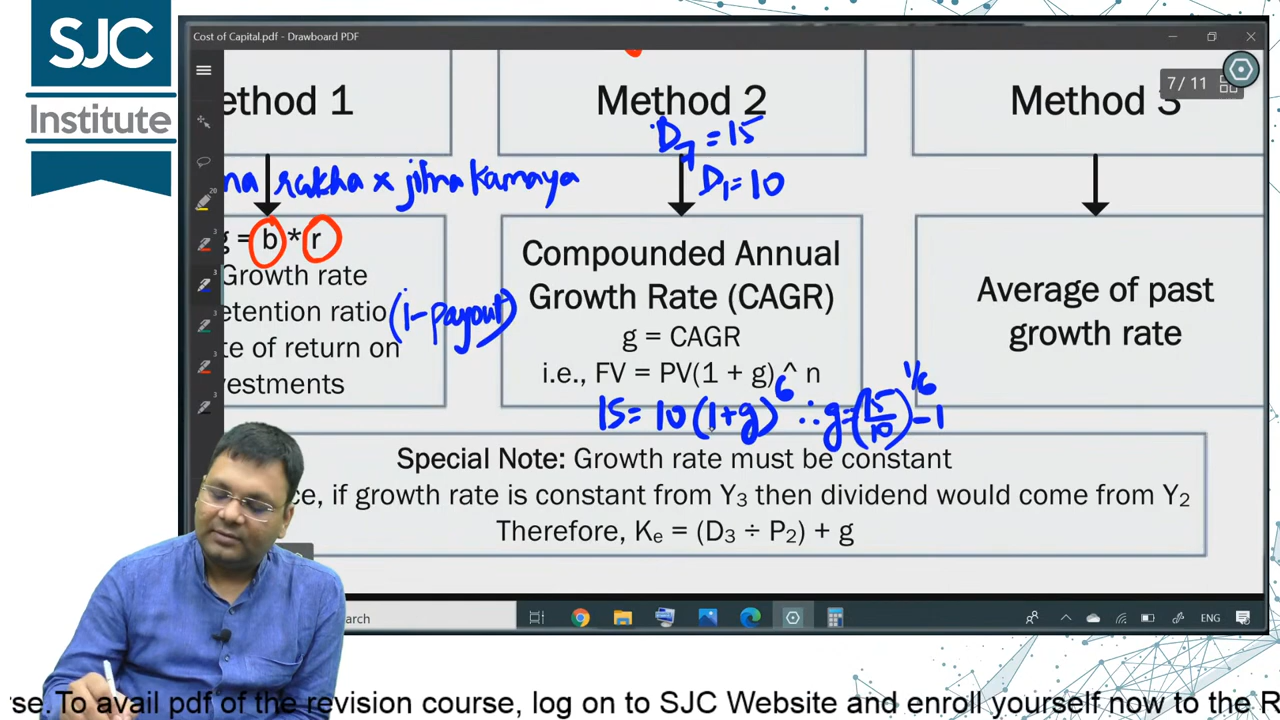 SJC
Institute
Cost of Capital.pdf - Drawboard PDF
7 / 11
ethod 1
Method 2
Method 3
D7 = 15
D1 = 10
rakha x jitna kamaya
g = b * r
Growth rate
etention ratio
(1-payout)
te of return on
vestments
Compounded Annual
Growth Rate (CAGR)
g = CAGR
i.e., FV = PV(1 + g) ^ n
15 = 10 (1+g)^6 ∴ g = (15/10)^1/6 - 1
Average of past
growth rate
Special Note: Growth rate must be constant
ce, if growth rate is constant from Y₃ then dividend would come from Y₂
Therefore, Kₑ = (D₃ ÷ P₂) + g
arch
ENG
rse. To avail pdf of the revision course, log on to SJC Website and enroll yourself now to the R